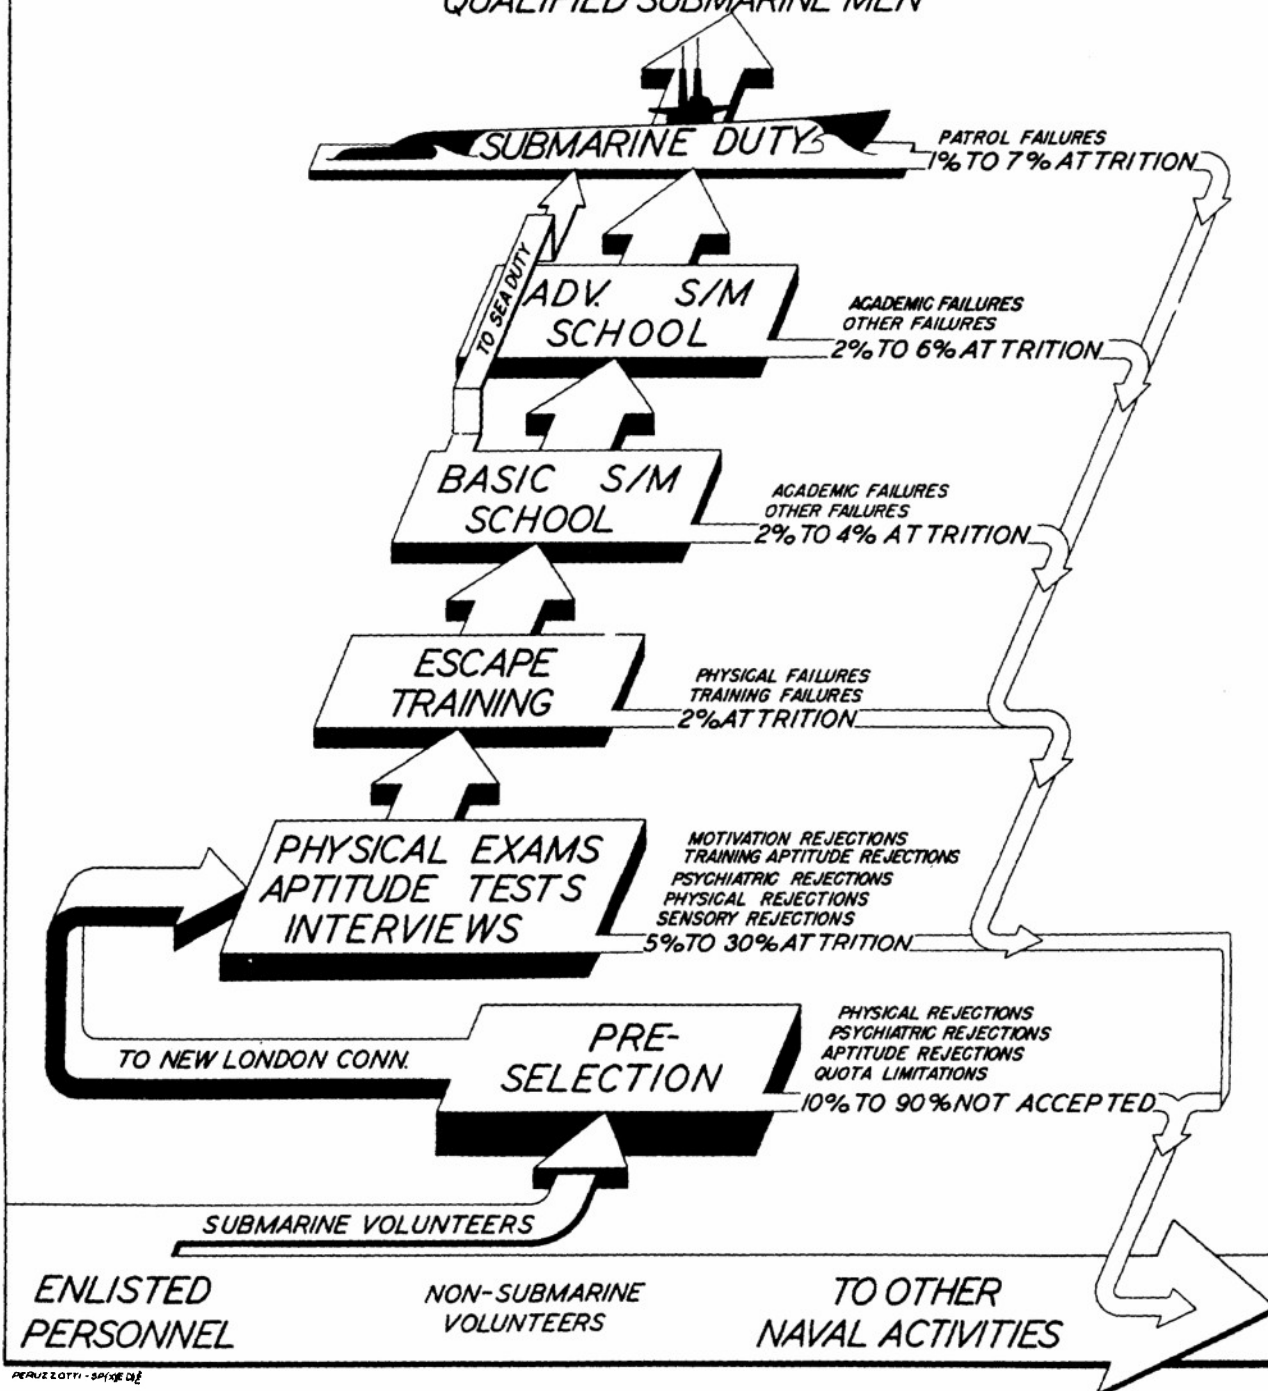 QUALIFIED SUBMARINE MEN
SUBMARINE DUTY
PATROL FAILURES
1% TO 7% ATTRITION
TO SEA DUTY
ADV. S/M
SCHOOL
ACADEMIC FAILURES
OTHER FAILURES
2% TO 6% ATTRITION
BASIC S/M
SCHOOL
ACADEMIC FAILURES
OTHER FAILURES
2% TO 4% ATTRITION
ESCAPE
TRAINING
PHYSICAL FAILURES
TRAINING FAILURES
2% ATTRITION
PHYSICAL EXAMS
APTITUDE TESTS
INTERVIEWS
MOTIVATION REJECTIONS
TRAINING APTITUDE REJECTIONS
PSYCHIATRIC REJECTIONS
PHYSICAL REJECTIONS
SENSORY REJECTIONS
5% TO 30% ATTRITION
TO NEW LONDON CONN.
PRE-
SELECTION
PHYSICAL REJECTIONS
PSYCHIATRIC REJECTIONS
APTITUDE REJECTIONS
QUOTA LIMITATIONS
10% TO 90% NOT ACCEPTED
SUBMARINE VOLUNTEERS
ENLISTED
PERSONNEL
NON-SUBMARINE
VOLUNTEERS
TO OTHER
NAVAL ACTIVITIES
PERUZZOTTI